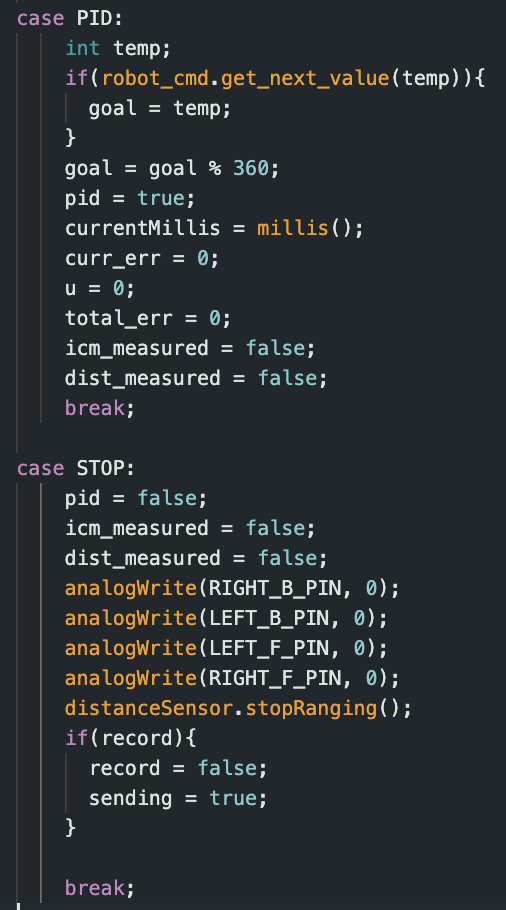 case PID:
    int temp;
    if(robot_cmd.get_next_value(temp)){
      goal = temp;
    }
    goal = goal % 360;
    pid = true;
    currentMillis = millis();
    curr_err = 0;
    u = 0;
    total_err = 0;
    icm_measured = false;
    dist_measured = false;
    break;

case STOP:
    pid = false;
    icm_measured = false;
    dist_measured = false;
    analogWrite(RIGHT_B_PIN, 0);
    analogWrite(LEFT_B_PIN, 0);
    analogWrite(LEFT_F_PIN, 0);
    analogWrite(RIGHT_F_PIN, 0);
    distanceSensor.stopRanging();
    if(record){
      record = false;
      sending = true;
    }

    break;